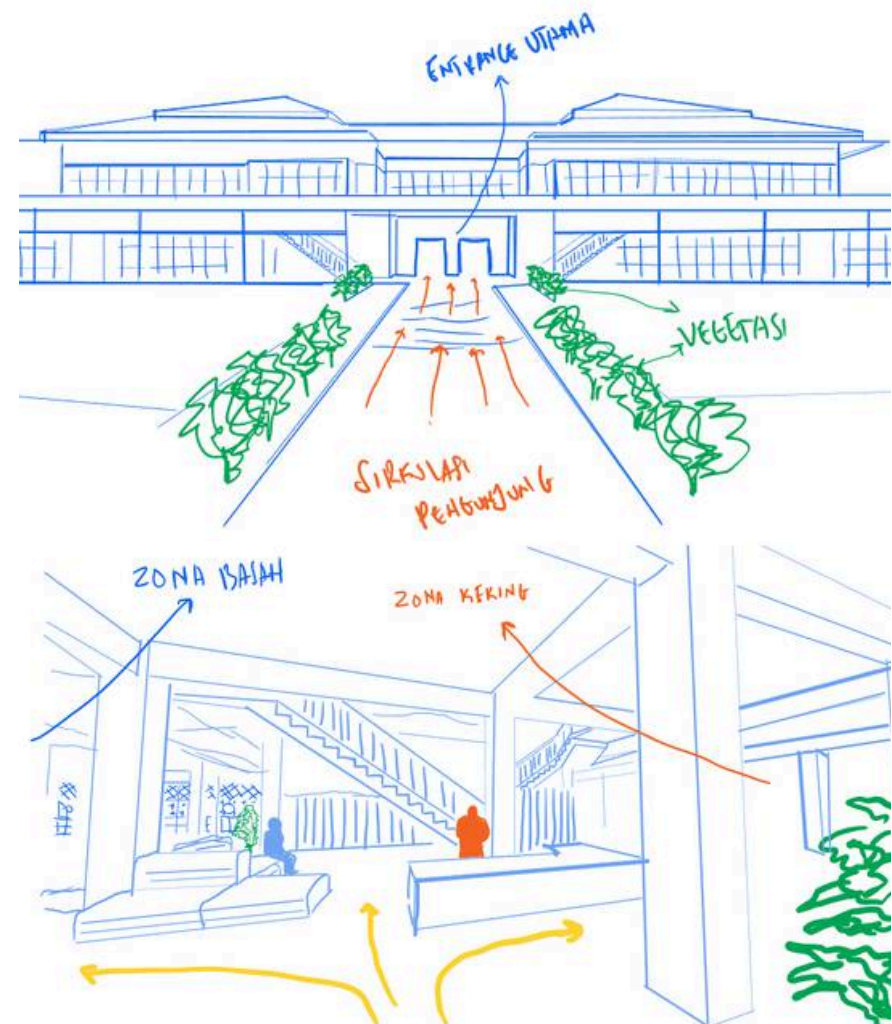 ENTRANCE UTAMA
VEGETASI
SIRKULASI
PENGUNJUNG
ZONA BASAH
ZONA KERING